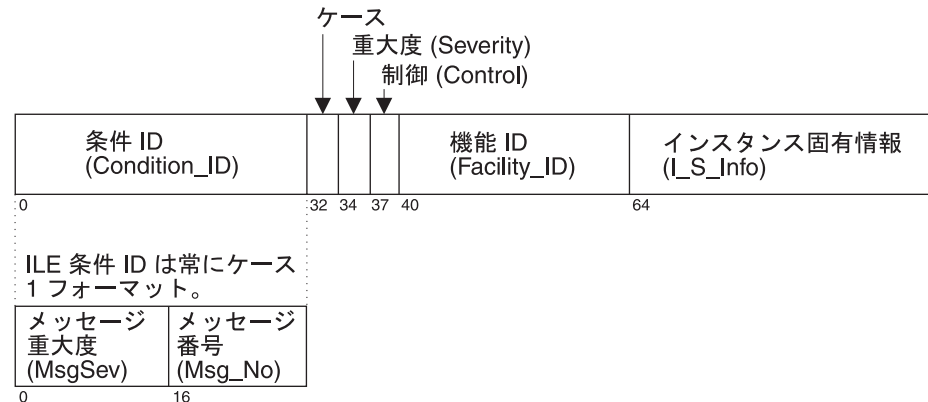 ケース
重大度 (Severity)
制御 (Control)
条件 ID
(Condition_ID)
機能 ID
(Facility_ID)
インスタンス固有情報
(I_S_Info)
0
32
34
37
40
64
ILE 条件 ID は常にケース
1 フォーマット。
メッセージ
重大度
(MsgSev)
メッセージ
番号
(Msg_No)
0
16